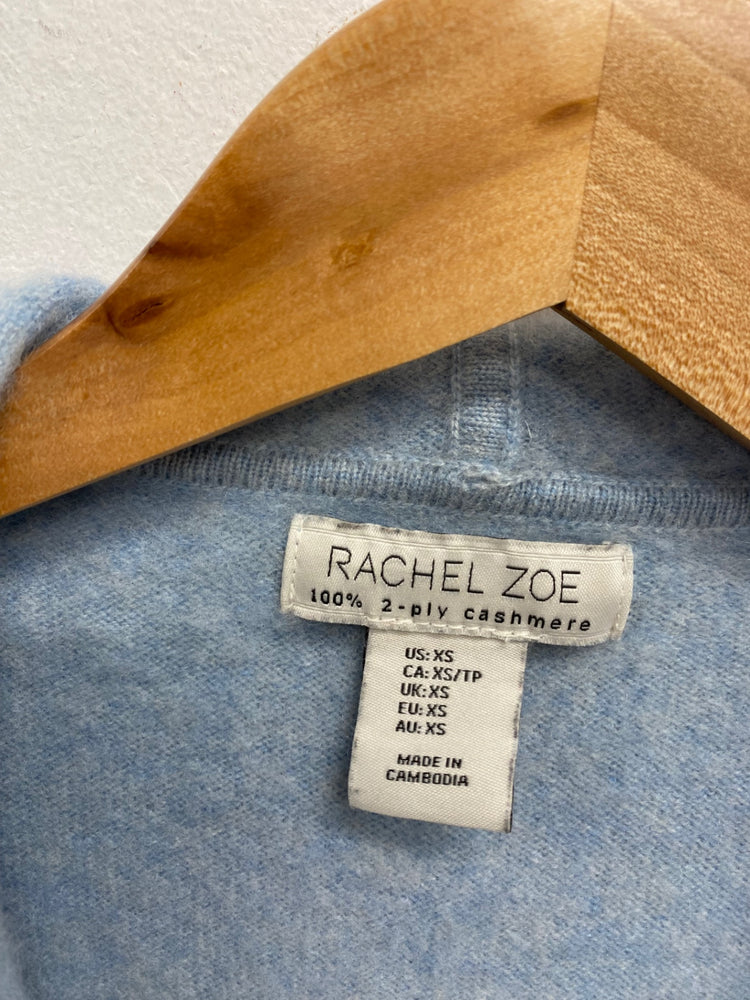 RACHEL ZOE
100% 2-ply cashmere
US: XS
CA: XS/TP
UK: XS
EU: XS
AU: XS
MADE IN
CAMBODIA